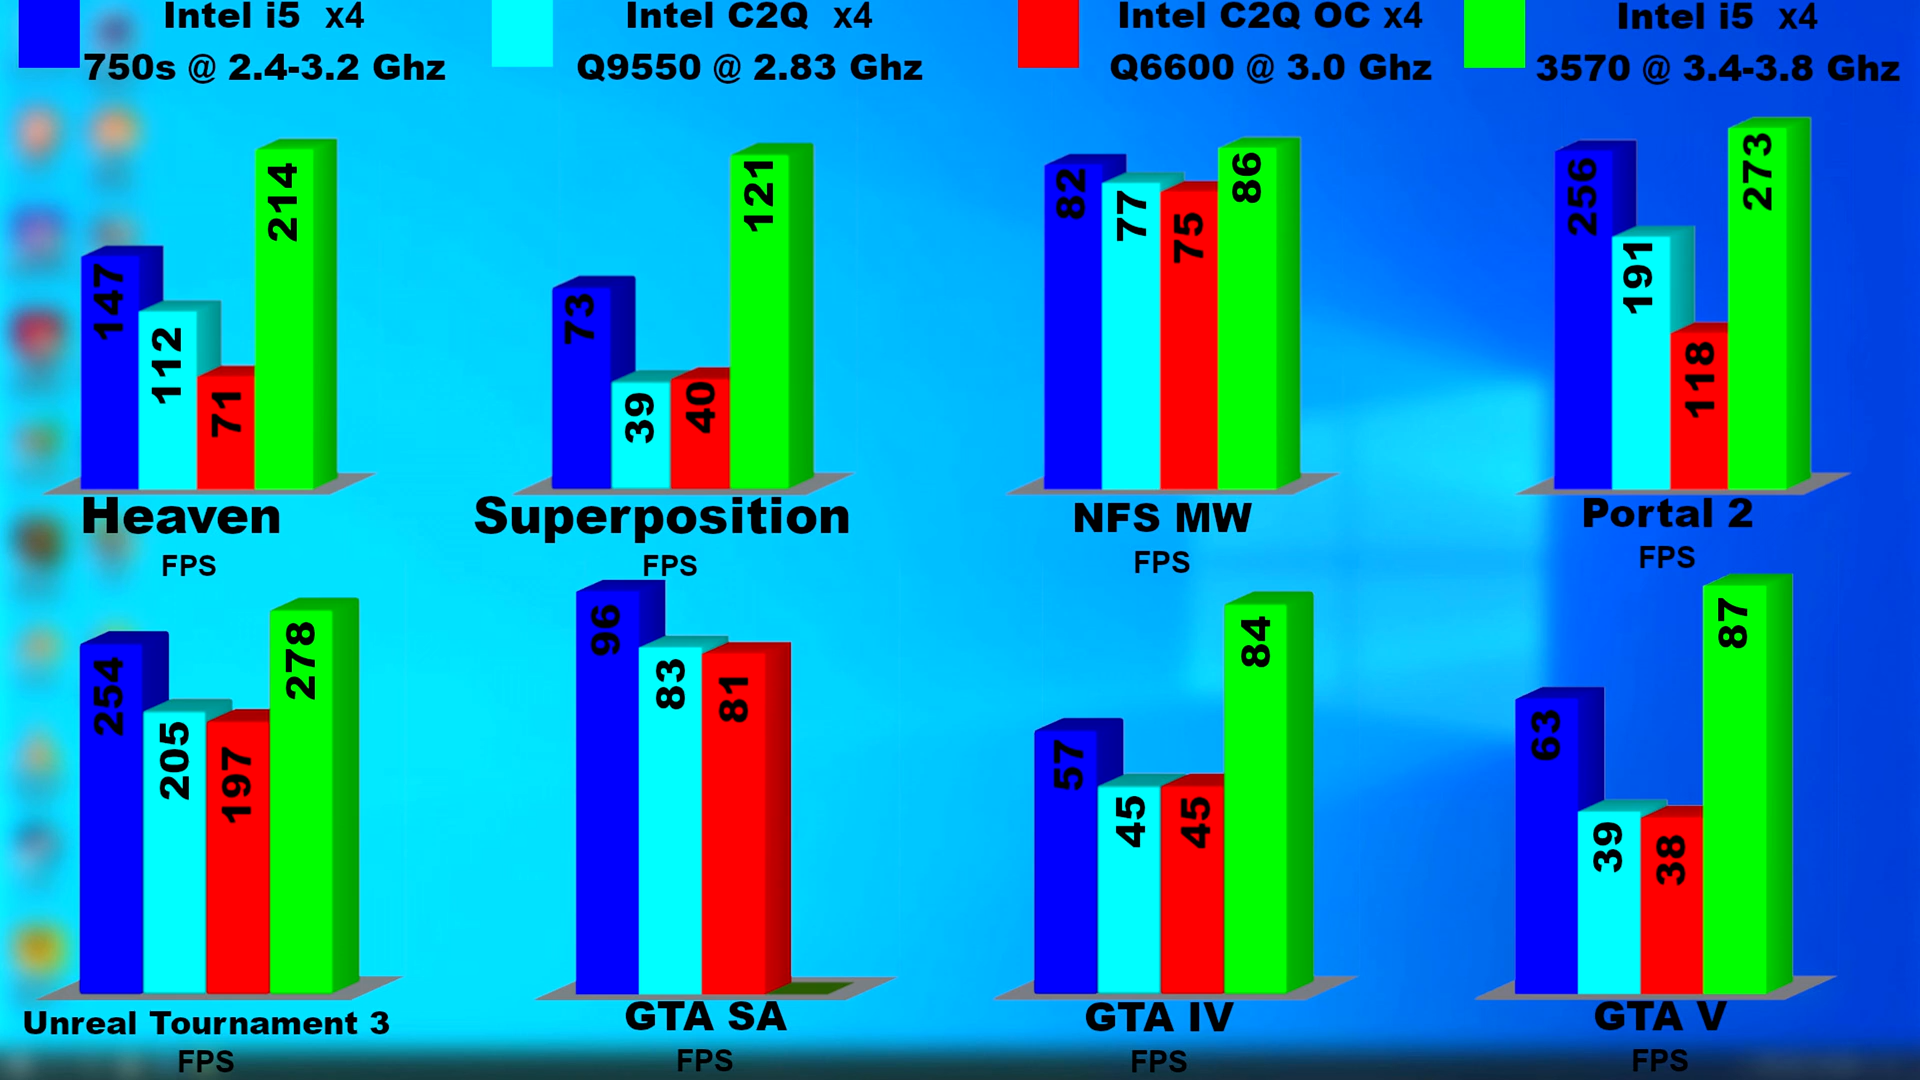 Intel i5 x4
750s @ 2.4-3.2 Ghz
Intel C2Q x4
Q9550 @ 2.83 Ghz
Intel C2Q OC x4
Q6600 @ 3.0 Ghz
Intel i5 x4
3570 @ 3.4-3.8 Ghz
147
112
71
214
Heaven
FPS
73
39
40
121
Superposition
FPS
82
77
75
86
NFS MW
FPS
256
191
118
273
Portal 2
FPS
254
205
197
278
Unreal Tournament 3
FPS
96
83
81
GTA SA
FPS
57
45
45
84
GTA IV
FPS
63
39
38
87
GTA V
FPS